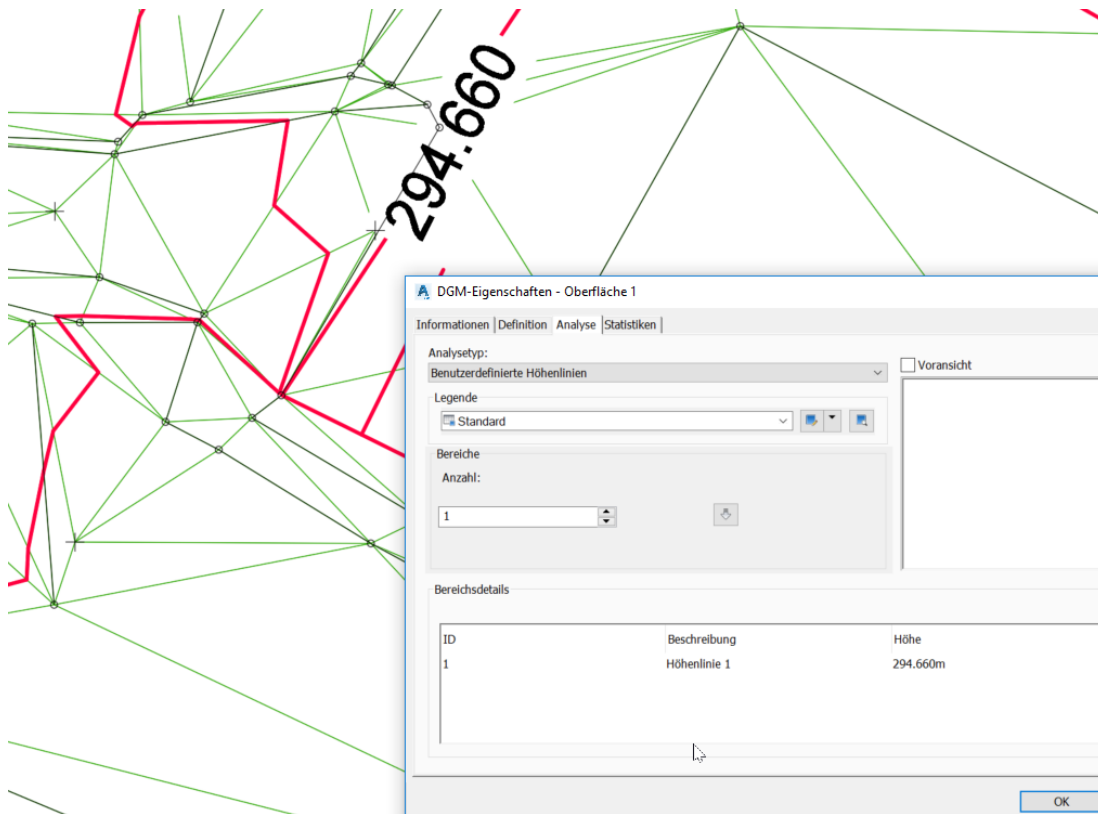 294.660
DGM-Eigenschaften - Oberfläche 1
Informationen Definition Analyse Statistiken
Analysetyp:
Benutzerdefinierte Höhenlinien
Voransicht
Legende
Standard
Bereiche
Anzahl:
1
Bereichsdetails
ID Beschreibung Höhe
1 Höhenlinie 1 294.660m
OK